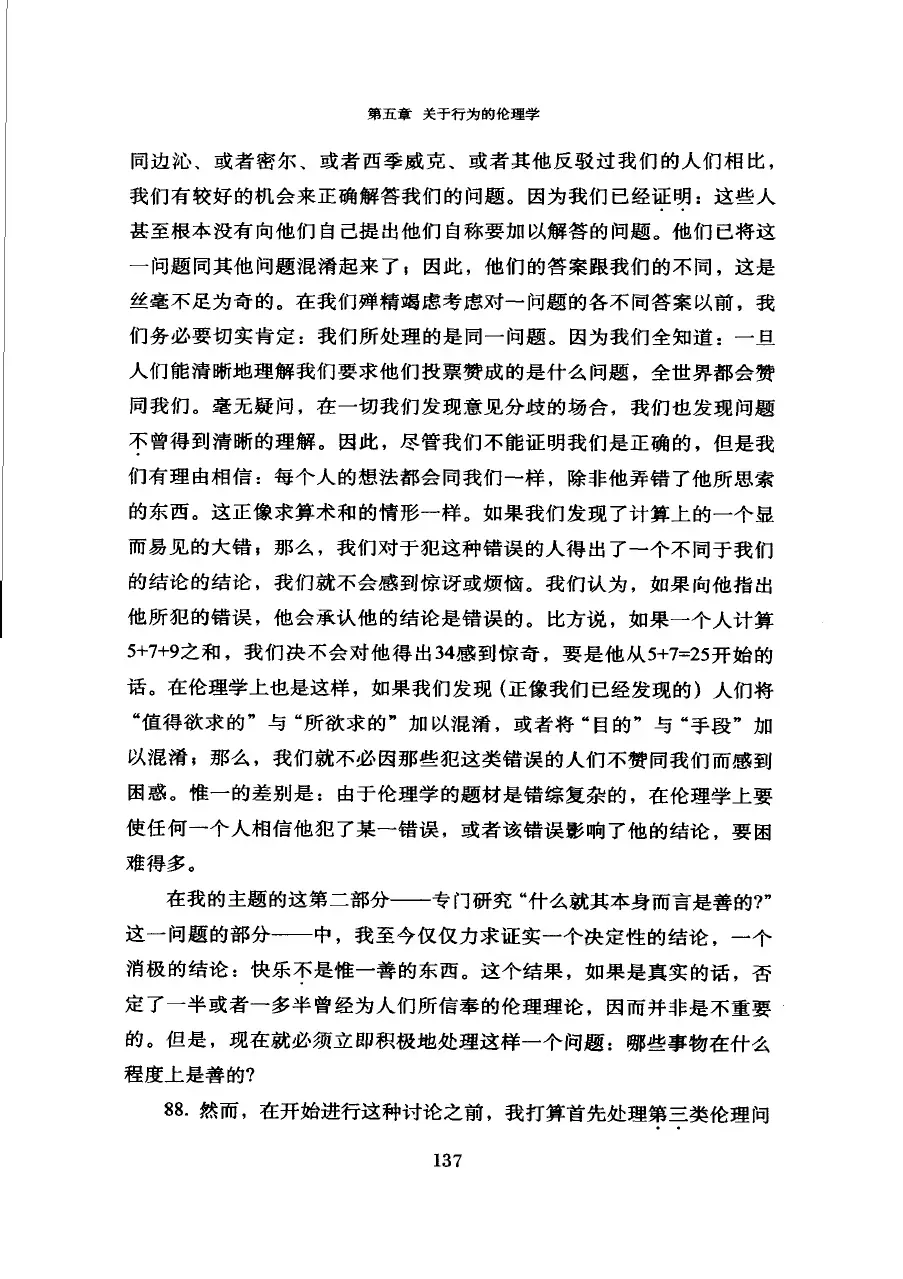 第五章 关于行为的伦理学
同边沁、或者密尔、或者西季威克、或者其他反驳过我们的人们相比，
我们有较好的机会来正确解答我们的问题。因为我们已经证明：这些人
甚至根本没有向他们自己提出他们自称要加以解答的问题。他们已将这
一问题同其他问题混淆起来了；因此，他们的答案跟我们的不同，这是
丝毫不足为奇的。在我们殚精竭虑考虑对一问题的各不同答案以前，我
们务必要切实肯定：我们所处理的是同一问题。因为我们全知道：一旦
人们能清晰地理解我们要求他们投票赞成的是什么问题，全世界都会赞
同我们。毫无疑问，在一切我们发现意见分歧的场合，我们也发现问题
不曾得到清晰的理解。因此，尽管我们不能证明我们是正确的，但是我
们有理由相信：每个人的想法都会同我们一样，除非他弄错了他所思索
的东西。这正像求算术和的情形一样。如果我们发现了计算上的一个显
而易见的大错；那么，我们对于犯这种错误的人得出了一个不同于我们
的结论的结论，我们就不会感到惊讶或烦恼。我们认为，如果向他指出
他所犯的错误，他会承认他的结论是错误的。比方说，如果一个人计算
5+7+9之和，我们决不会对他得出34感到惊奇，要是他从5+7=25开始的
话。在伦理学上也是这样，如果我们发现（正像我们已经发现的）人们将
“值得欲求的”与“所欲求的”加以混淆，或者将“目的”与“手段”加
以混淆；那么，我们就不必因那些犯这类错误的人们不赞同我们而感到
困惑。惟一的差别是：由于伦理学的题材是错综复杂的，在伦理学上要
使任何一个人相信他犯了某一错误，或者该错误影响了他的结论，要困
难得多。
在我的主题的这第二部分——专门研究“什么就其本身而言是善的?”
这一问题的部分——中，我至今仅仅力求证实一个决定性的结论，一个
消极的结论：快乐不是惟一善的东西。这个结果，如果是真实的话，否
定了一半或者一多半曾经为人们所信奉的伦理理论，因而并非是不重要
的。但是，现在就必须立即积极地处理这样一个问题：哪些事物在什么
程度上是善的?
88. 然而，在开始进行这种讨论之前，我打算首先处理第三类伦理问
137